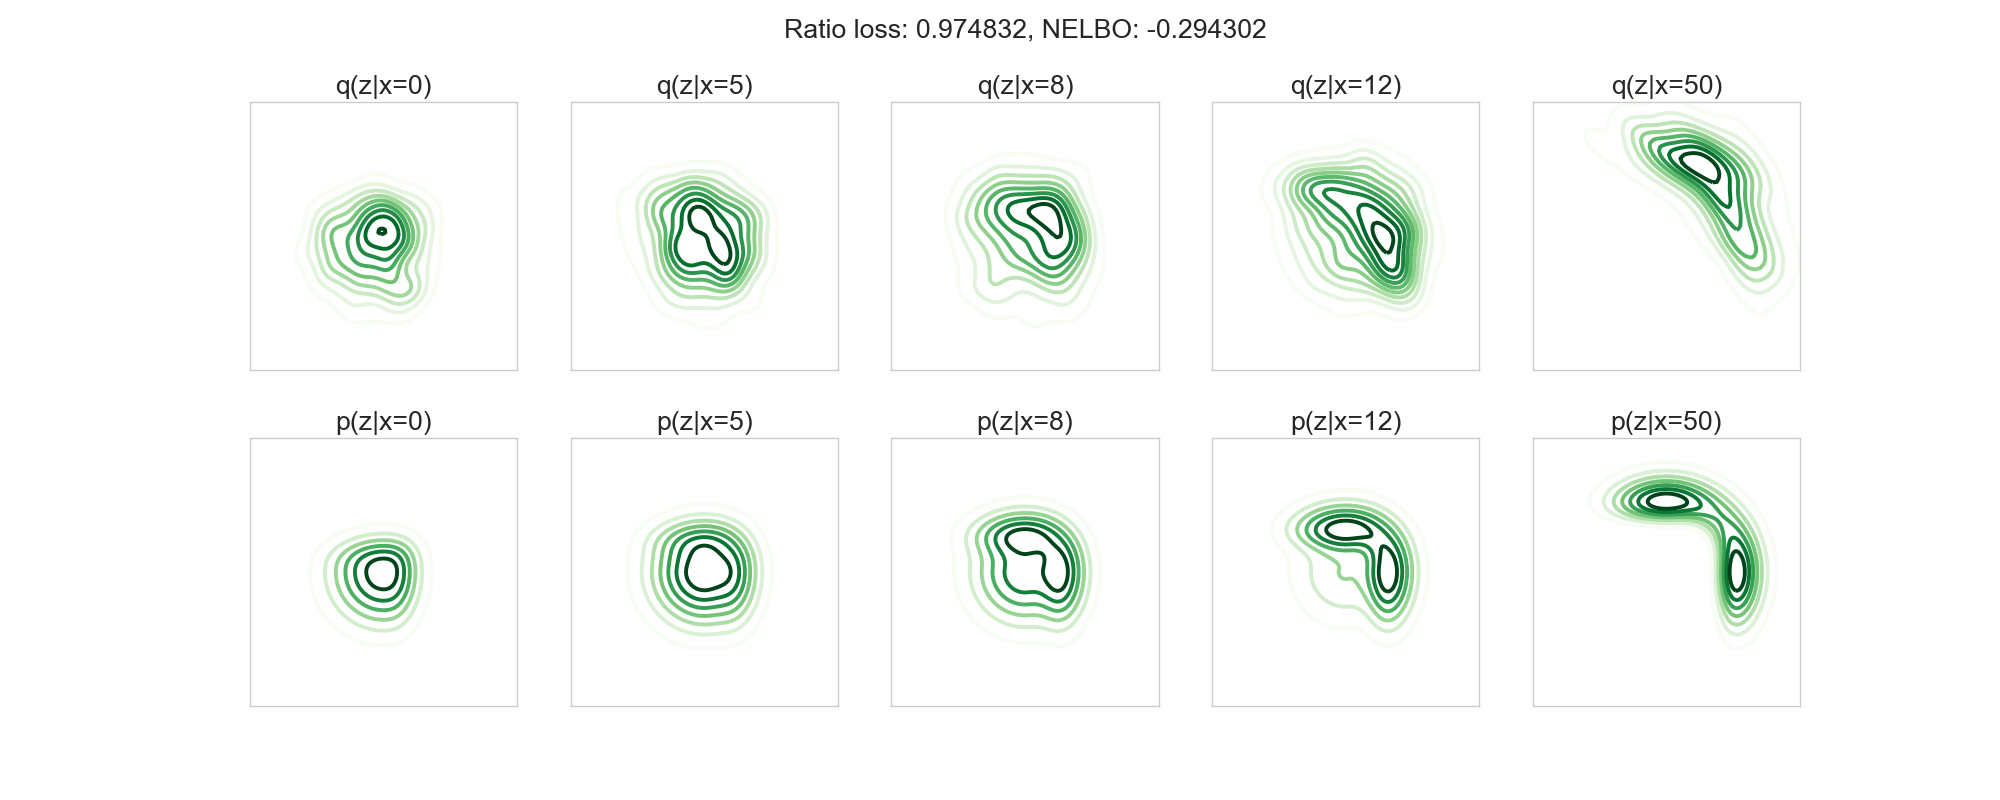 Ratio loss: 0.974832, NELBO: -0.294302
q(z|x=0) q(z|x=5) q(z|x=8) q(z|x=12) q(z|x=50)
p(z|x=0) p(z|x=5) p(z|x=8) p(z|x=12) p(z|x=50)